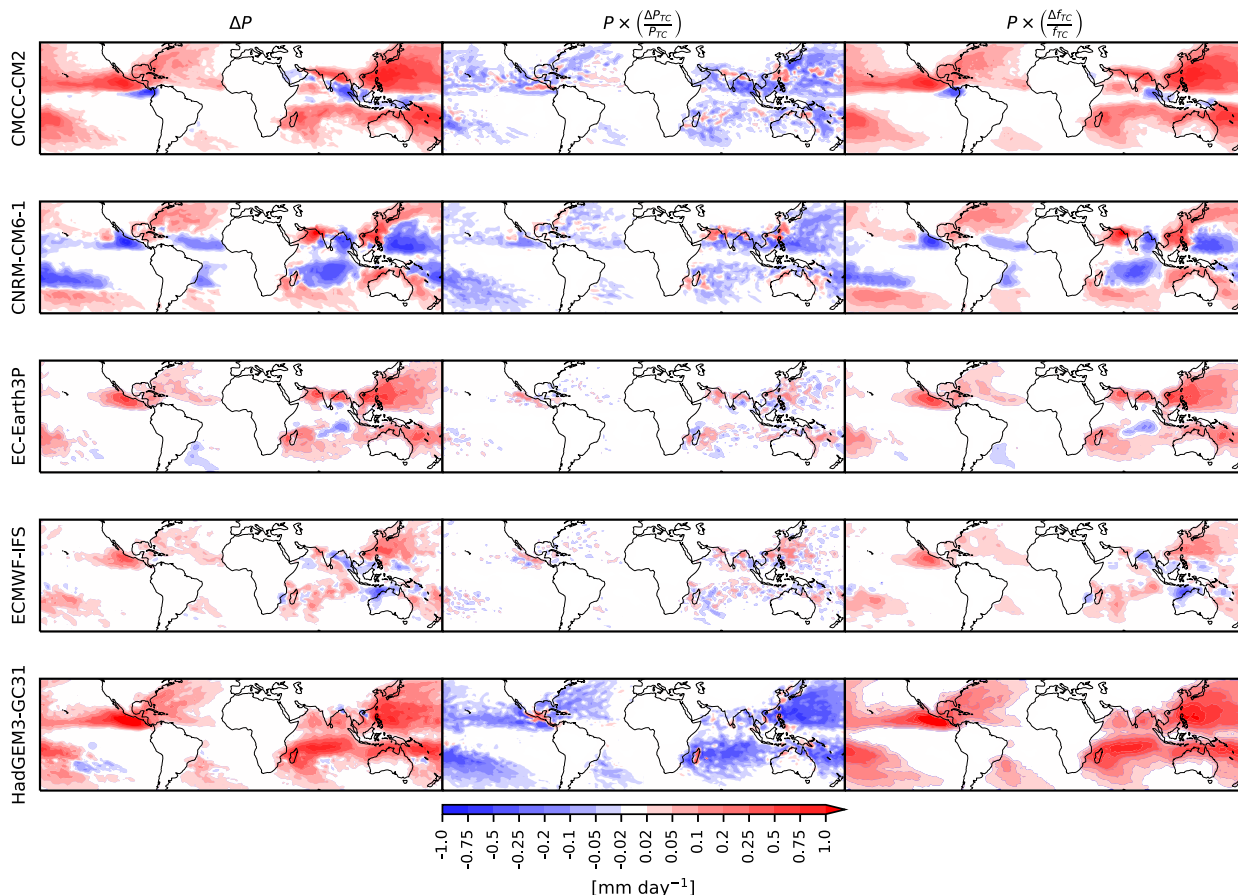 ΔP
P × (ΔP_TC / P_TC)
P × (Δf_TC / f_TC)
CMCC-CM2
CNRM-CM6-1
EC-Earth3P
ECMWF-IFS
HadGEM3-GC31
-1.0 -0.75 -0.5 -0.25 -0.2 -0.1 -0.05 -0.02 0.02 0.05 0.1 0.2 0.25 0.5 0.75 1.0
[mm day⁻¹]